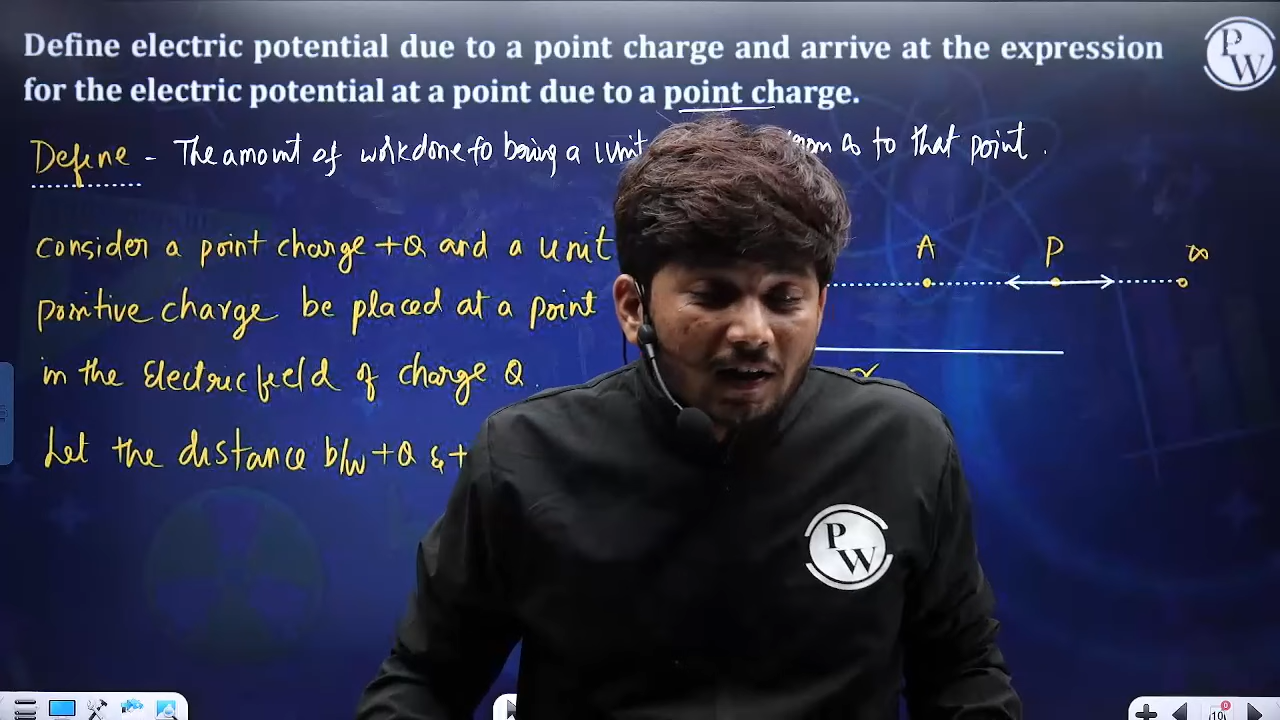 Define electric potential due to a point charge and arrive at the expression
for the electric potential at a point due to a point charge.
PW
Define - The amount of workdone to bring a unit ∞ to that point.
Consider a point charge +Q and a unit
positive charge be placed at a point
in the Electric field of charge Q.
Let the distance b/w +Q & +
A P ∞
PW